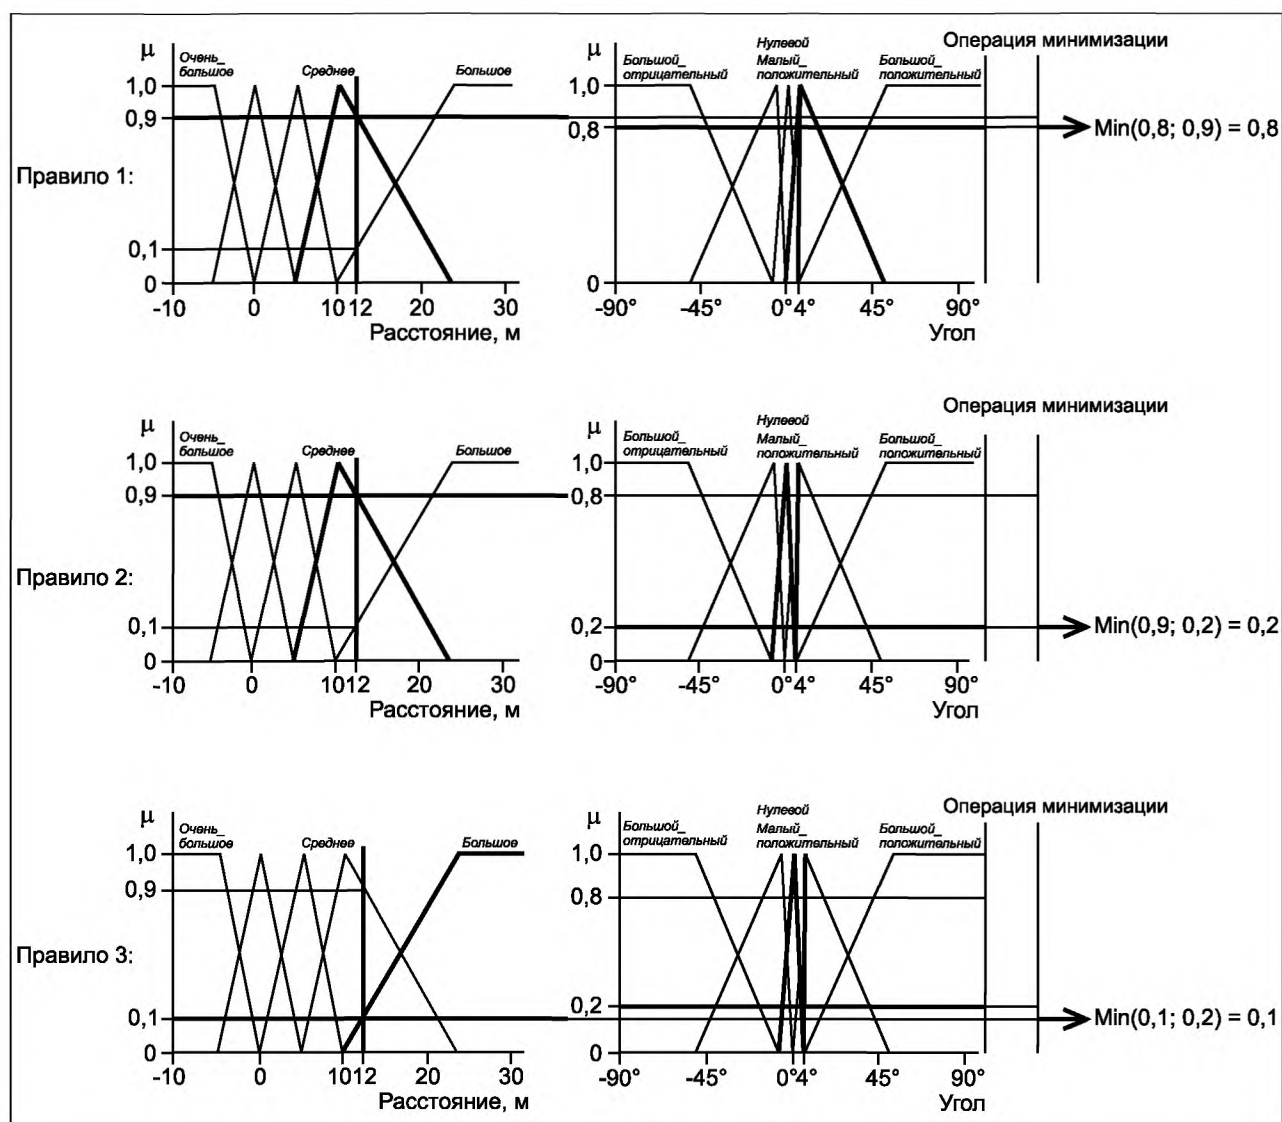 Операция минимизации
μ
Очень_
большое
Среднее
Большое
1,0
0,9
0,1
0
-10
0
10
12
20
30
Расстояние, м
Правило 1:
μ
Большой_
отрицательный
Нулевой
Малый_
положительный
Большой_
положительный
1,0
0,8
0
-90°
-45°
0°
4°
45°
90°
Угол
Min(0,8; 0,9) = 0,8
Операция минимизации
μ
Очень_
большое
Среднее
Большое
1,0
0,9
0,1
0
-10
0
10
12
20
30
Расстояние, м
Правило 2:
μ
Большой_
отрицательный
Нулевой
Малый_
положительный
Большой_
положительный
1,0
0,8
0,2
0
-90°
-45°
0°
4°
45°
90°
Угол
Min(0,9; 0,2) = 0,2
Операция минимизации
μ
Очень_
большое
Среднее
Большое
1,0
0,9
0,1
0
-10
0
10
12
20
30
Расстояние, м
Правило 3:
μ
Большой_
отрицательный
Нулевой
Малый_
положительный
Большой_
положительный
1,0
0,8
0,2
0
-90°
-45°
0°
4°
45°
90°
Угол
Min(0,1; 0,2) = 0,1